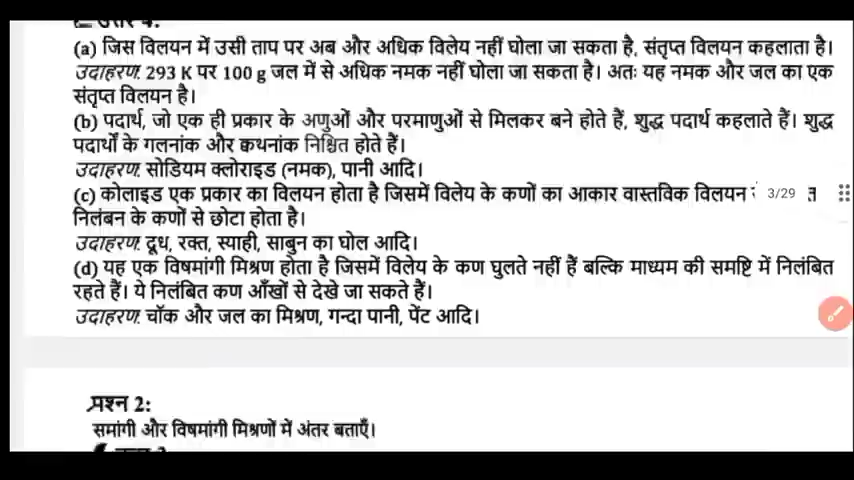 उत्तर 4:
(a) जिस विलयन में उसी ताप पर अब और अधिक विलेय नहीं घोला जा सकता है, संतृप्त विलयन कहलाता है।
उदाहरण. 293 K पर 100 g जल में से अधिक नमक नहीं घोला जा सकता है। अतः यह नमक और जल का एक
संतृप्त विलयन है।
(b) पदार्थ, जो एक ही प्रकार के अणुओं और परमाणुओं से मिलकर बने होते हैं, शुद्ध पदार्थ कहलाते हैं। शुद्ध
पदार्थों के गलनांक और क्वथनांक निश्चित होते हैं।
उदाहरण. सोडियम क्लोराइड (नमक), पानी आदि।
(c) कोलाइड एक प्रकार का विलयन होता है जिसमें विलेय के कणों का आकार वास्तविक विलयन 3/29
निलंबन के कणों से छोटा होता है।
उदाहरण. दूध, रक्त, स्याही, साबुन का घोल आदि।
(d) यह एक विषमांगी मिश्रण होता है जिसमें विलेय के कण घुलते नहीं हैं बल्कि माध्यम की समष्टि में निलंबित
रहते हैं। ये निलंबित कण आँखों से देखे जा सकते हैं।
उदाहरण. चॉक और जल का मिश्रण, गन्दा पानी, पेंट आदि।
प्रश्न 2:
समांगी और विषमांगी मिश्रणों में अंतर बताएँ।